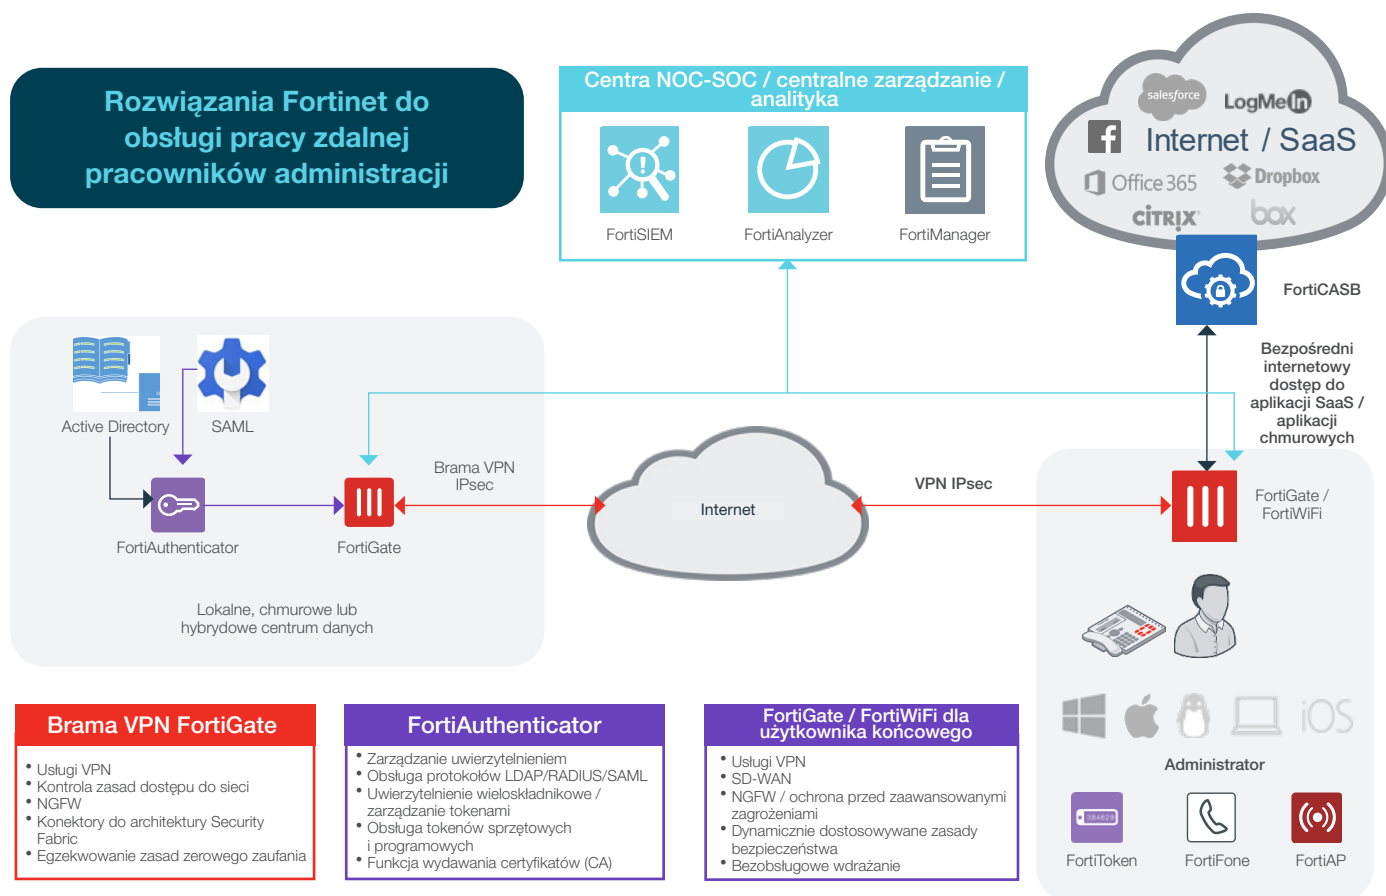 Rozwiązania Fortinet do
obsługi pracy zdalnej
pracowników administracji
Centra NOC-SOC / centralne zarządzanie /
analityka
FortiSIEM
FortiAnalyzer
FortiManager
salesforce
LogMeIn
Internet / SaaS
Office 365
Dropbox
CITRIX
box
FortiCASB
Bezpośredni
internetowy
dostęp do
aplikacji SaaS /
aplikacji
chmurowych
Active Directory
SAML
FortiAuthenticator
FortiGate
Brama VPN
IPsec
Lokalne, chmurowe lub
hybrydowe centrum danych
Internet
VPN IPsec
FortiGate /
FortiWiFi
iOS
Administrator
384629
FortiToken
FortiFone
FortiAP
Brama VPN FortiGate
• Usługi VPN
• Kontrola zasad dostępu do sieci
• NGFW
• Konektory do architektury Security
Fabric
• Egzekwowanie zasad zerowego zaufania
FortiAuthenticator
• Zarządzanie uwierzytelnieniem
• Obsługa protokołów LDAP/RADIUS/SAML
• Uwierzytelnienie wieloskładnikowe /
zarządzanie tokenami
• Obsługa tokenów sprzętowych
i programowych
• Funkcja wydawania certyfikatów (CA)
FortiGate / FortiWiFi dla
użytkownika końcowego
• Usługi VPN
• SD-WAN
• NGFW / ochrona przed zaawansowanymi
zagrożeniami
• Dynamicznie dostosowywane zasady
bezpieczeństwa
• Bezobsługowe wdrażanie